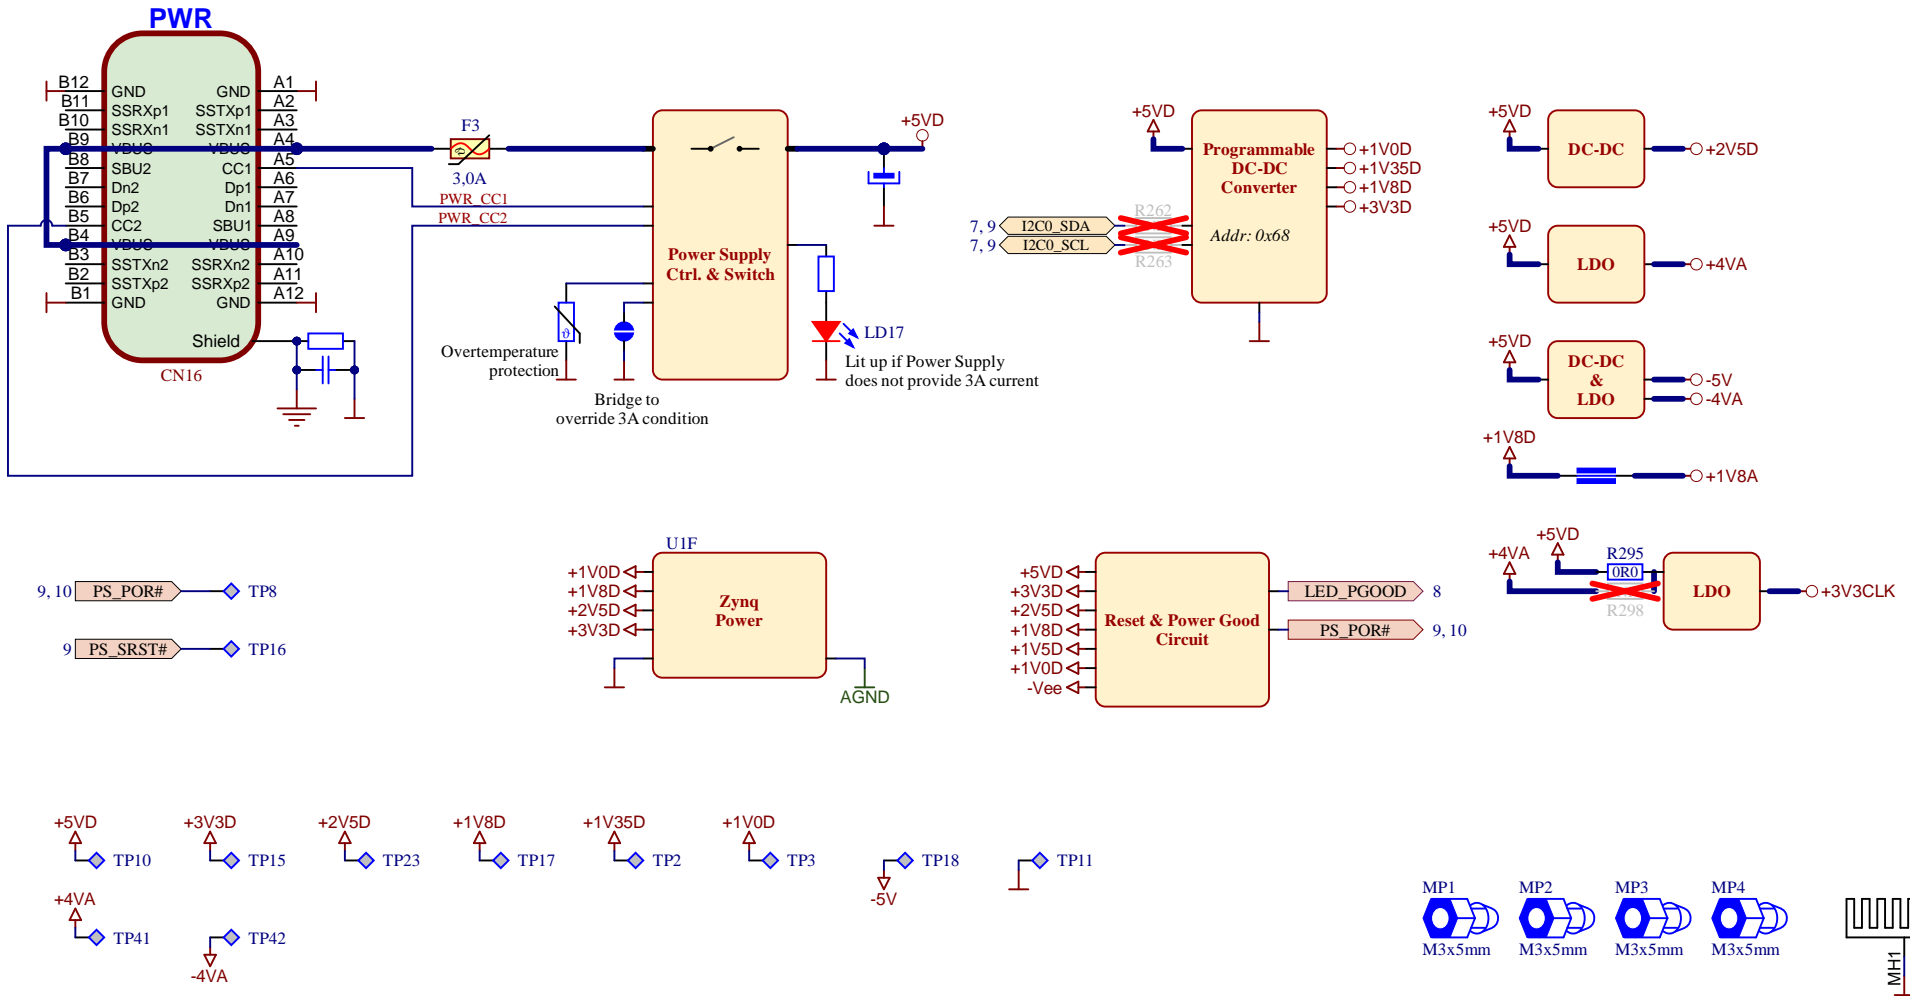 PWR
B12 GND GND A1
B11 SSRXp1 SSTXp1 A2
B10 SSRXn1 SSTXn1 A3
B9 VBUS VBUS A4
B8 SBU2 CC1 A5
B7 Dn2 Dp1 A6
B6 Dp2 Dn1 A7
B5 CC2 SBU1 A8
B4 VBUS VBUS A9
B3 SSTXn2 SSRXn2 A10
B2 SSTXp2 SSRXp2 A11
B1 GND GND A12
Shield
CN16
F3
3,0A
PWR_CC1
PWR_CC2
Overtemperature
protection
Bridge to
override 3A condition
Power Supply
Ctrl. & Switch
+5VD
LD17
Lit up if Power Supply
does not provide 3A current
+5VD
Programmable
DC-DC
Converter
Addr: 0x68
+1V0D
+1V35D
+1V8D
+3V3D
7, 9 I2C0_SDA
7, 9 I2C0_SCL
R262
R263
+5VD
DC-DC
+2V5D
+5VD
LDO
+4VA
+5VD
DC-DC
&
LDO
-5V
-4VA
+1V8D
+1V8A
+5VD
+4VA
R295
0R0
R298
LDO
+3V3CLK
9, 10 PS_POR# TP8
9 PS_SRST# TP16
U1F
+1V0D
+1V8D
+2V5D
+3V3D
Zynq
Power
AGND
+5VD
+3V3D
+2V5D
+1V8D
+1V5D
+1V0D
-Vee
Reset & Power Good
Circuit
LED_PGOOD 8
PS_POR# 9, 10
+5VD
TP10
+3V3D
TP15
+2V5D
TP23
+1V8D
TP17
+1V35D
TP2
+1V0D
TP3
TP18
-5V
TP11
+4VA
TP41
TP42
-4VA
MP1
M3x5mm
MP2
M3x5mm
MP3
M3x5mm
MP4
M3x5mm
MH1